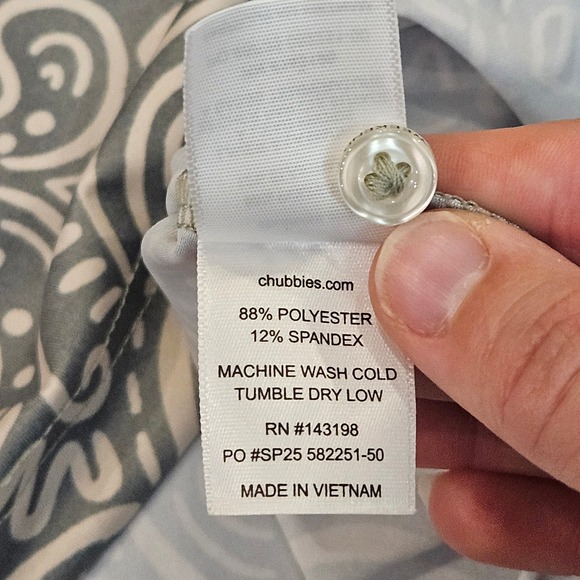 chubbies.com
88% POLYESTER
12% SPANDEX
MACHINE WASH COLD
TUMBLE DRY LOW
RN #143198
PO #SP25 582251-50
MADE IN VIETNAM